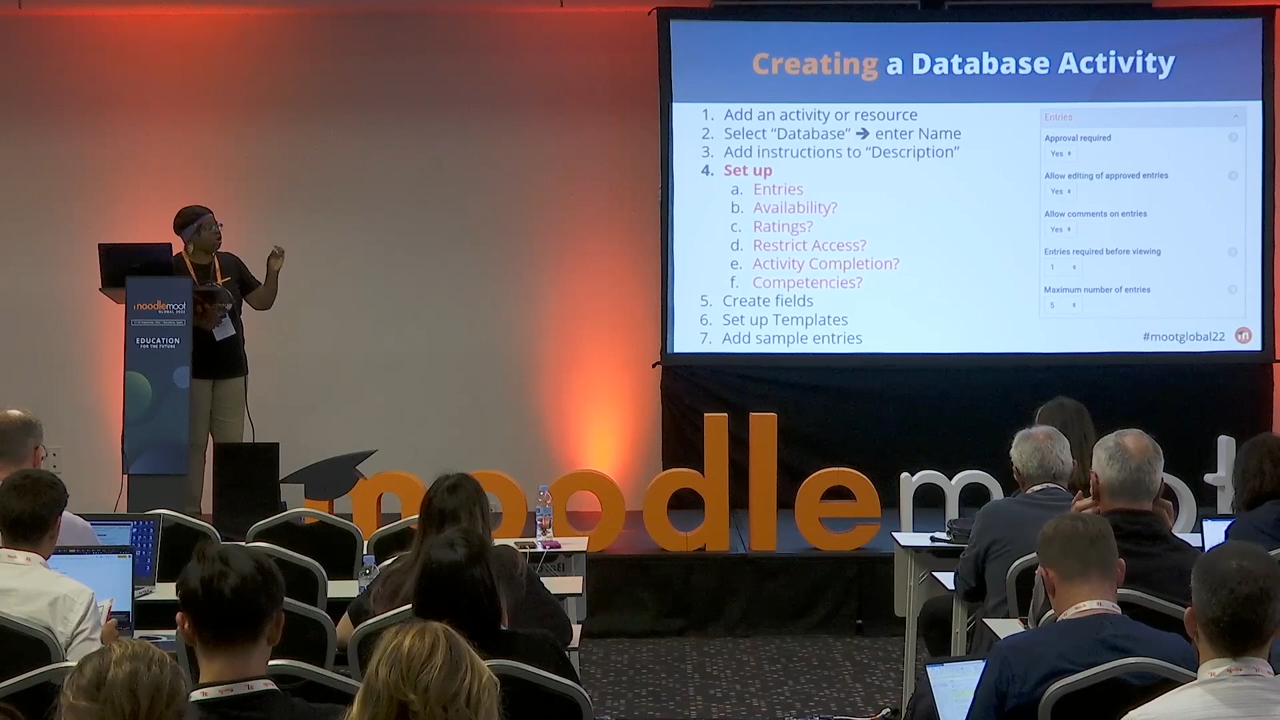 Creating a Database Activity
1. Add an activity or resource
2. Select “Database” ➔ enter Name
3. Add instructions to “Description”
4. Set up
a. Entries
b. Availability?
c. Ratings?
d. Restrict Access?
e. Activity Completion?
f. Competencies?
5. Create fields
6. Set up Templates
7. Add sample entries
Entries
Approval required
Yes
Allow editing of approved entries
Yes
Allow comments on entries
Yes
Entries required before viewing
1
Maximum number of entries
5
#mootglobal22
moodlemoot
GLOBAL 2022
EDUCATION
FOR THE FUTURE
moodle